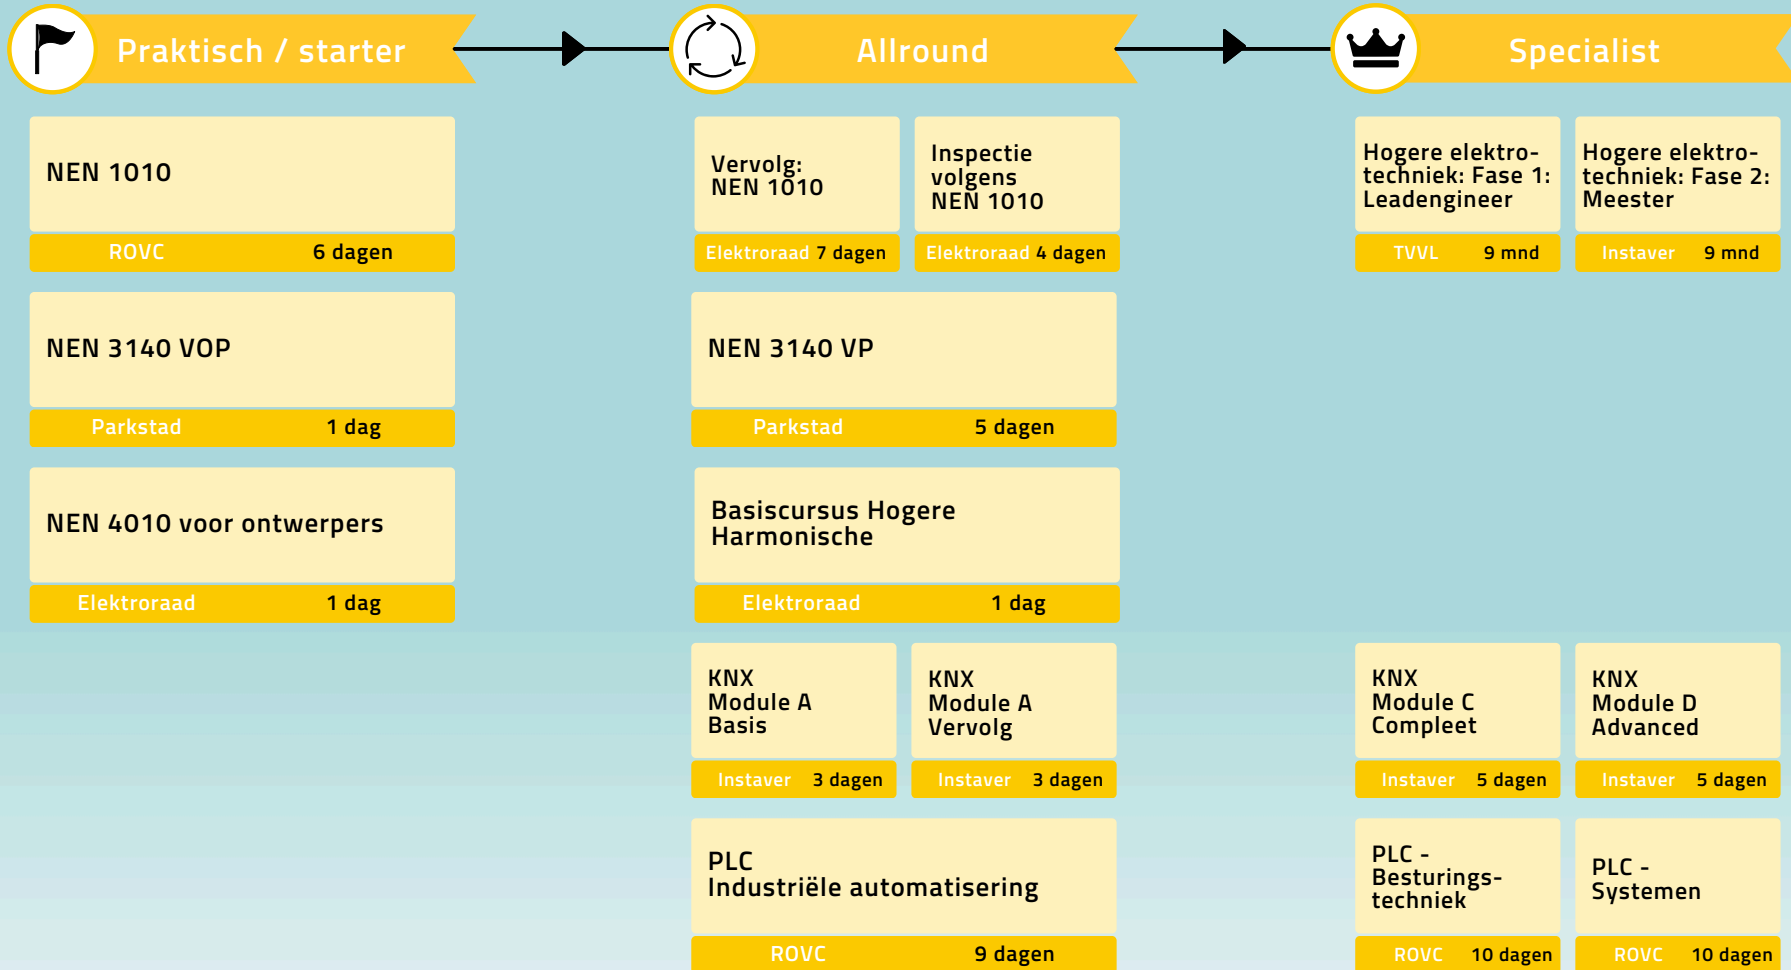 Praktisch / starter
Allround
Specialist
NEN 1010
ROVC 6 dagen
Vervolg:
NEN 1010
Elektroraad 7 dagen
Inspectie
volgens
NEN 1010
Elektroraad 4 dagen
Hogere elektro-
techniek: Fase 1:
Leadengineer
TVVL 9 mnd
Hogere elektro-
techniek: Fase 2:
Meester
Instaver 9 mnd
NEN 3140 VOP
Parkstad 1 dag
NEN 3140 VP
Parkstad 5 dagen
NEN 4010 voor ontwerpers
Elektroraad 1 dag
Basiscursus Hogere
Harmonische
Elektroraad 1 dag
KNX
Module A
Basis
Instaver 3 dagen
KNX
Module A
Vervolg
Instaver 3 dagen
KNX
Module C
Compleet
Instaver 5 dagen
KNX
Module D
Advanced
Instaver 5 dagen
PLC
Industriële automatisering
ROVC 9 dagen
PLC -
Besturings-
techniek
ROVC 10 dagen
PLC -
Systemen
ROVC 10 dagen